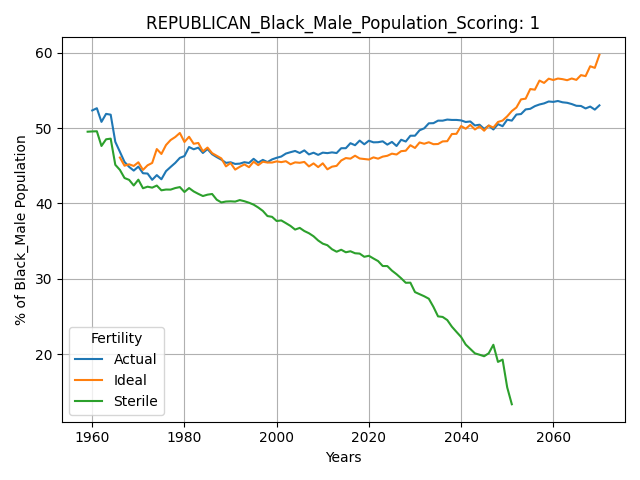 REPUBLICAN_Black_Male_Population_Scoring: 1
% of Black_Male Population
60
50
40
30
20
Fertility
Actual
Ideal
Sterile
1960 1980 2000 2020 2040 2060
Years